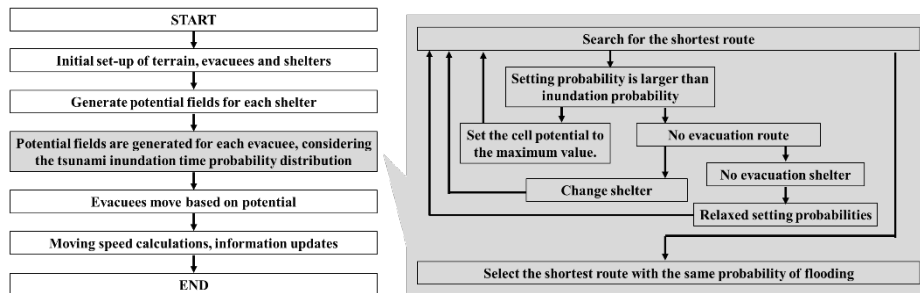 START
Initial set-up of terrain, evacuees and shelters
Generate potential fields for each shelter
Potential fields are generated for each evacuee, considering
the tsunami inundation time probability distribution
Evacuees move based on potential
Moving speed calculations, information updates
END
Search for the shortest route
Setting probability is larger than
inundation probability
Set the cell potential to
the maximum value.
No evacuation route
No evacuation shelter
Change shelter
Relaxed setting probabilities
Select the shortest route with the same probability of flooding